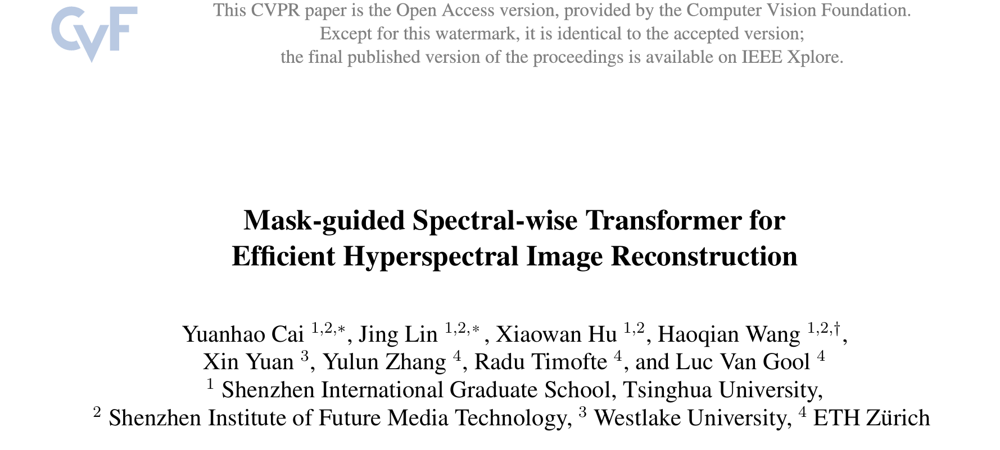 CVF
This CVPR paper is the Open Access version, provided by the Computer Vision Foundation.
Except for this watermark, it is identical to the accepted version;
the final published version of the proceedings is available on IEEE Xplore.
Mask-guided Spectral-wise Transformer for
Efficient Hyperspectral Image Reconstruction
Yuanhao Cai 1,2,*, Jing Lin 1,2,* , Xiaowan Hu 1,2, Haoqian Wang 1,2,†,
Xin Yuan 3, Yulun Zhang 4, Radu Timofte 4, and Luc Van Gool 4
1 Shenzhen International Graduate School, Tsinghua University,
2 Shenzhen Institute of Future Media Technology, 3 Westlake University, 4 ETH Zürich